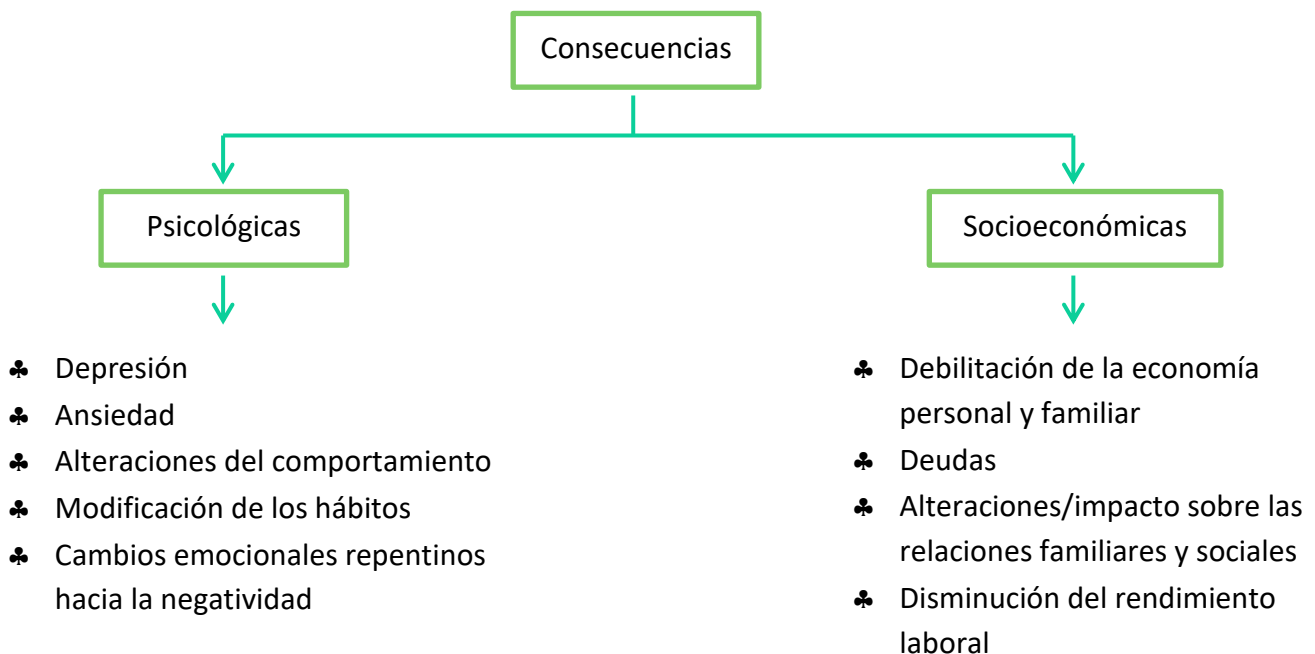 Consecuencias
Psicológicas
Socioeconómicas
♣ Depresión
♣ Ansiedad
♣ Alteraciones del comportamiento
♣ Modificación de los hábitos
♣ Cambios emocionales repentinos
hacia la negatividad
♣ Debilitación de la economía
personal y familiar
♣ Deudas
♣ Alteraciones/impacto sobre las
relaciones familiares y sociales
♣ Disminución del rendimiento
laboral